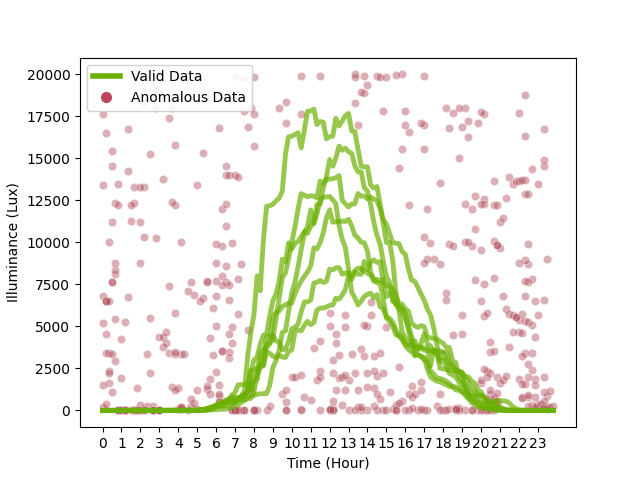 Valid Data
Anomalous Data
20000
17500
15000
12500
10000
7500
5000
2500
0
Illuminance (Lux)
0 1 2 3 4 5 6 7 8 9 10 11 12 13 14 15 16 17 18 19 20 21 22 23
Time (Hour)